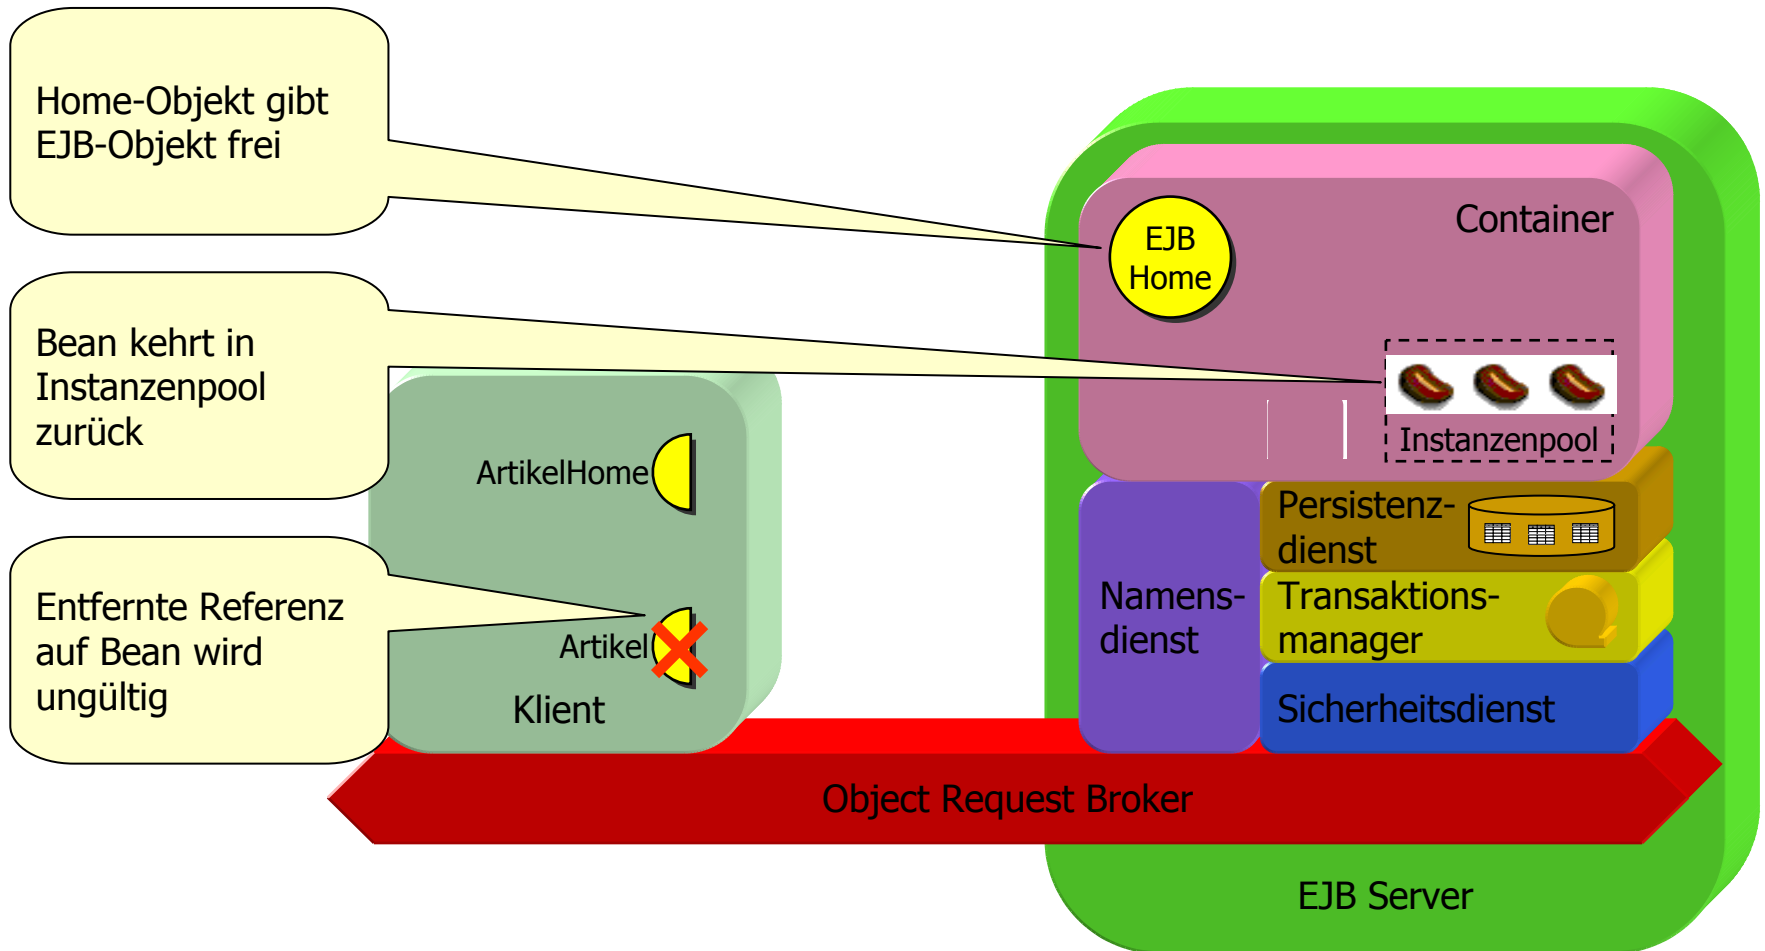 Home-Objekt gibt
EJB-Objekt frei
Bean kehrt in
Instanzenpool
zurück
Entfernte Referenz
auf Bean wird
ungültig
ArtikelHome
Artikel
Klient
EJB
Home
Container
Instanzenpool
Namens-
dienst
Persistenz-
dienst
Transaktions-
manager
Sicherheitsdienst
Object Request Broker
EJB Server